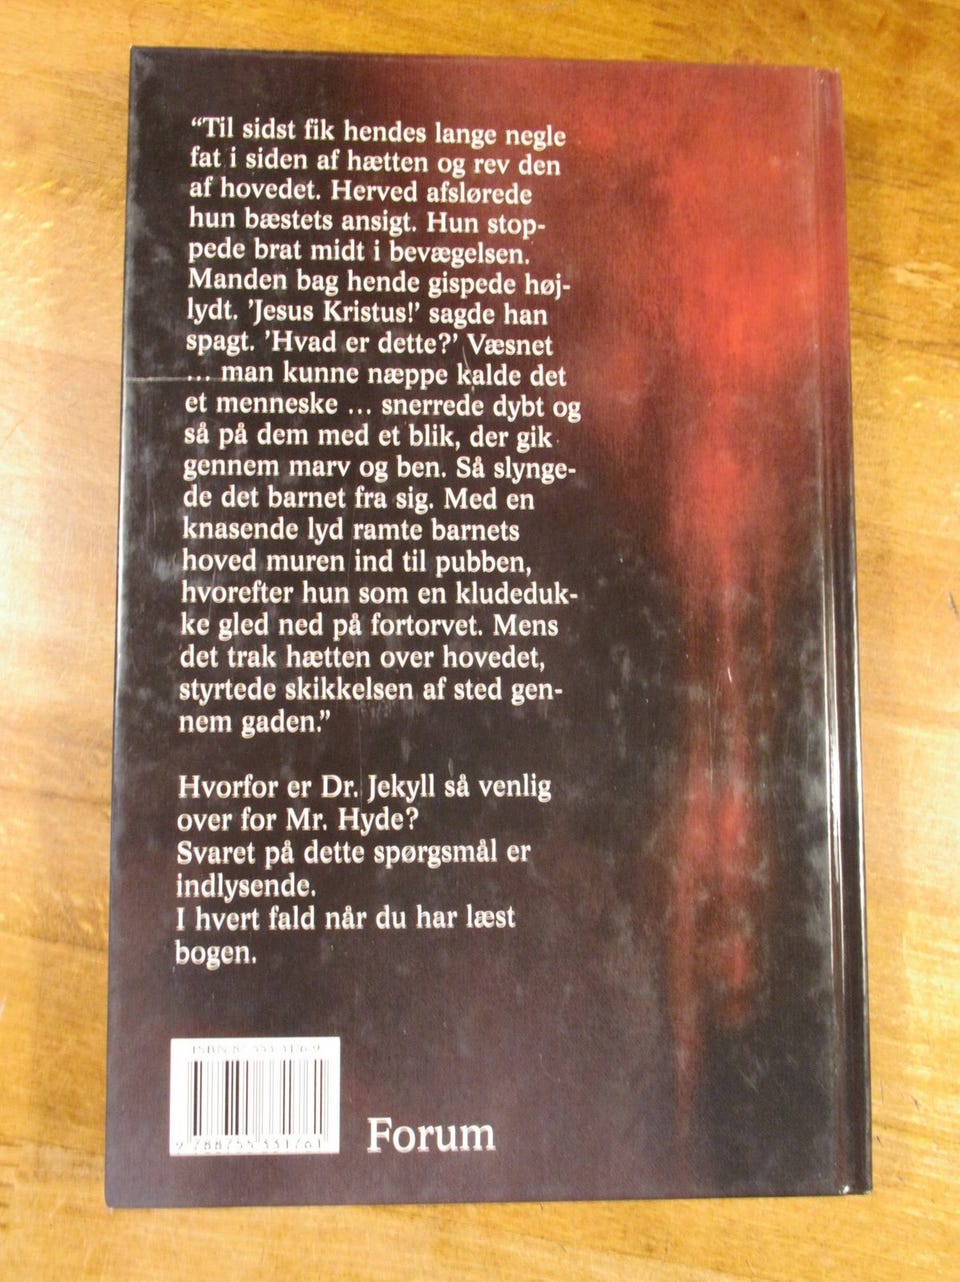 “Til sidst fik hendes lange negle
fat i siden af hætten og rev den
af hovedet. Herved afslørede
hun bæstets ansigt. Hun stop-
pede brat midt i bevægelsen.
Manden bag hende gispede høj-
lydt. ’Jesus Kristus!’ sagde han
spagt. ’Hvad er dette?’ Væsnet
... man kunne næppe kalde det
et menneske ... snerrede dybt og
så på dem med et blik, der gik
gennem marv og ben. Så slynge-
de det barnet fra sig. Med en
knasende lyd ramte barnets
hoved muren ind til pubben,
hvorefter hun som en kludeduk-
ke gled ned på fortorvet. Mens
det trak hætten over hovedet,
styrtede skikkelsen af sted gen-
nem gaden.”
Hvorfor er Dr. Jekyll så venlig
over for Mr. Hyde?
Svaret på dette spørgsmål er
indlysende.
I hvert fald når du har læst
bogen.
ISBN
9 788755 331761
Forum